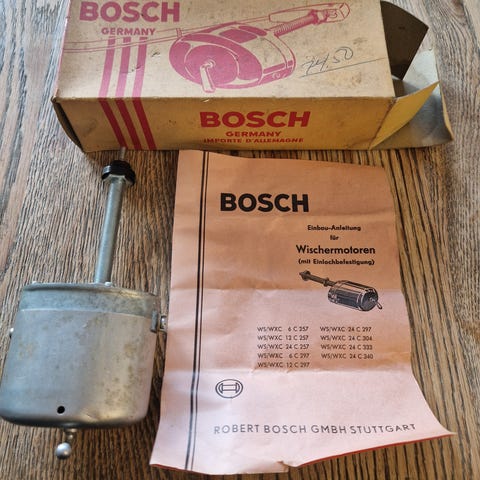 BOSCH
GERMANY
74.50
BOSCH
GERMANY
IMPORTE D'ALLEMAGNE
BOSCH
Einbau-Anleitung
für
Wischermotoren
(mit Einlochbefestigung)
WS/WXC 6 C 257 WS/WXC 24 C 297
WS/WXC 12 C 257 WS/WXC 24 C 304
WS/WXC 24 C 257 WS/WXC 24 C 333
WS/WXC 6 C 297 WS/WXC 24 C 340
WS/WXC 12 C 297
ROBERT BOSCH GMBH STUTTGART